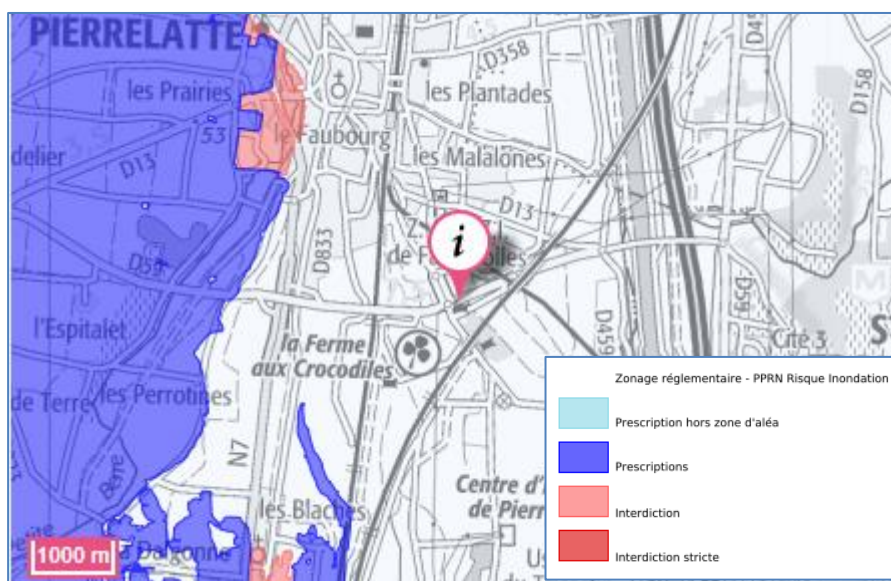 PIERRELATTE
D358
D158
les Prairies
les Plantades
53
le Faubourg
les Malalones
D13
D13
i
D833
D59
D59
l'Espitalet
la Ferme
aux Crocodiles
D459
Cité 3
les Perrotines
de Terre
Berre
N7
les Blaches
Centre d'
de Pierr
1000 m
Zonage réglementaire - PPRN Risque Inondation
Prescription hors zone d'aléa
Prescriptions
Interdiction
Interdiction stricte